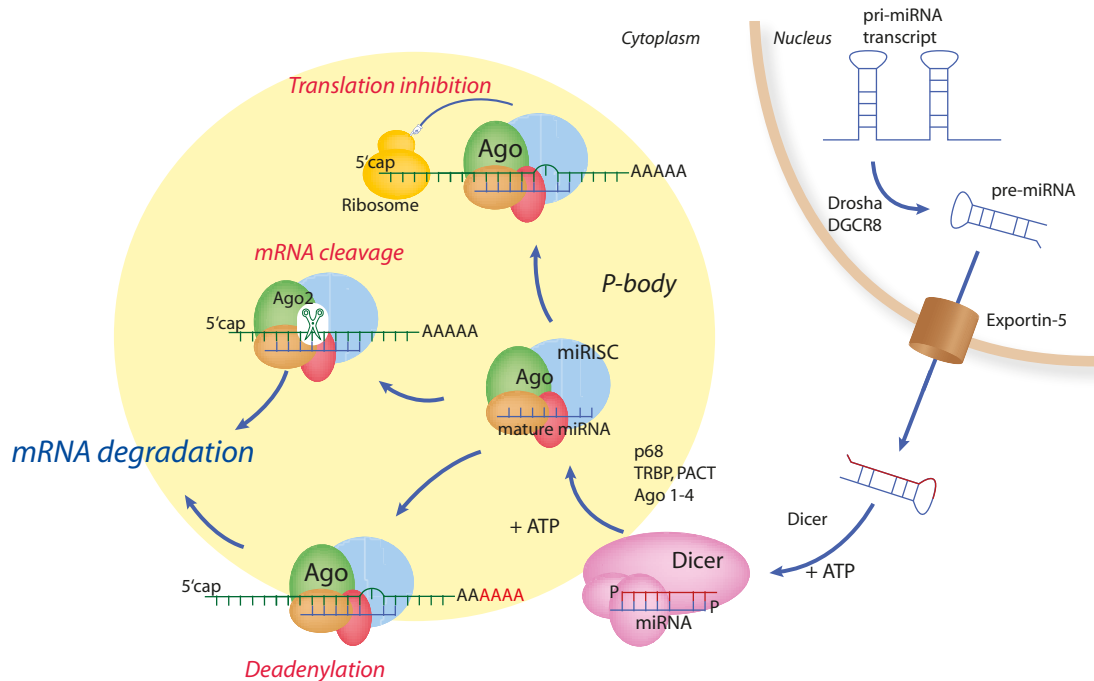 Cytoplasm
Nucleus
pri-miRNA
transcript
Translation inhibition
Ago
5'cap
AAAAA
Ribosome
pre-miRNA
Drosha
DGCR8
mRNA cleavage
P-body
Ago2
5'cap
AAAAA
Exportin-5
miRISC
Ago
mature miRNA
mRNA degradation
p68
TRBP, PACT
Ago 1-4
+ ATP
Dicer
+ ATP
Dicer
P
P
miRNA
Ago
5'cap
AAAAAA
Deadenylation